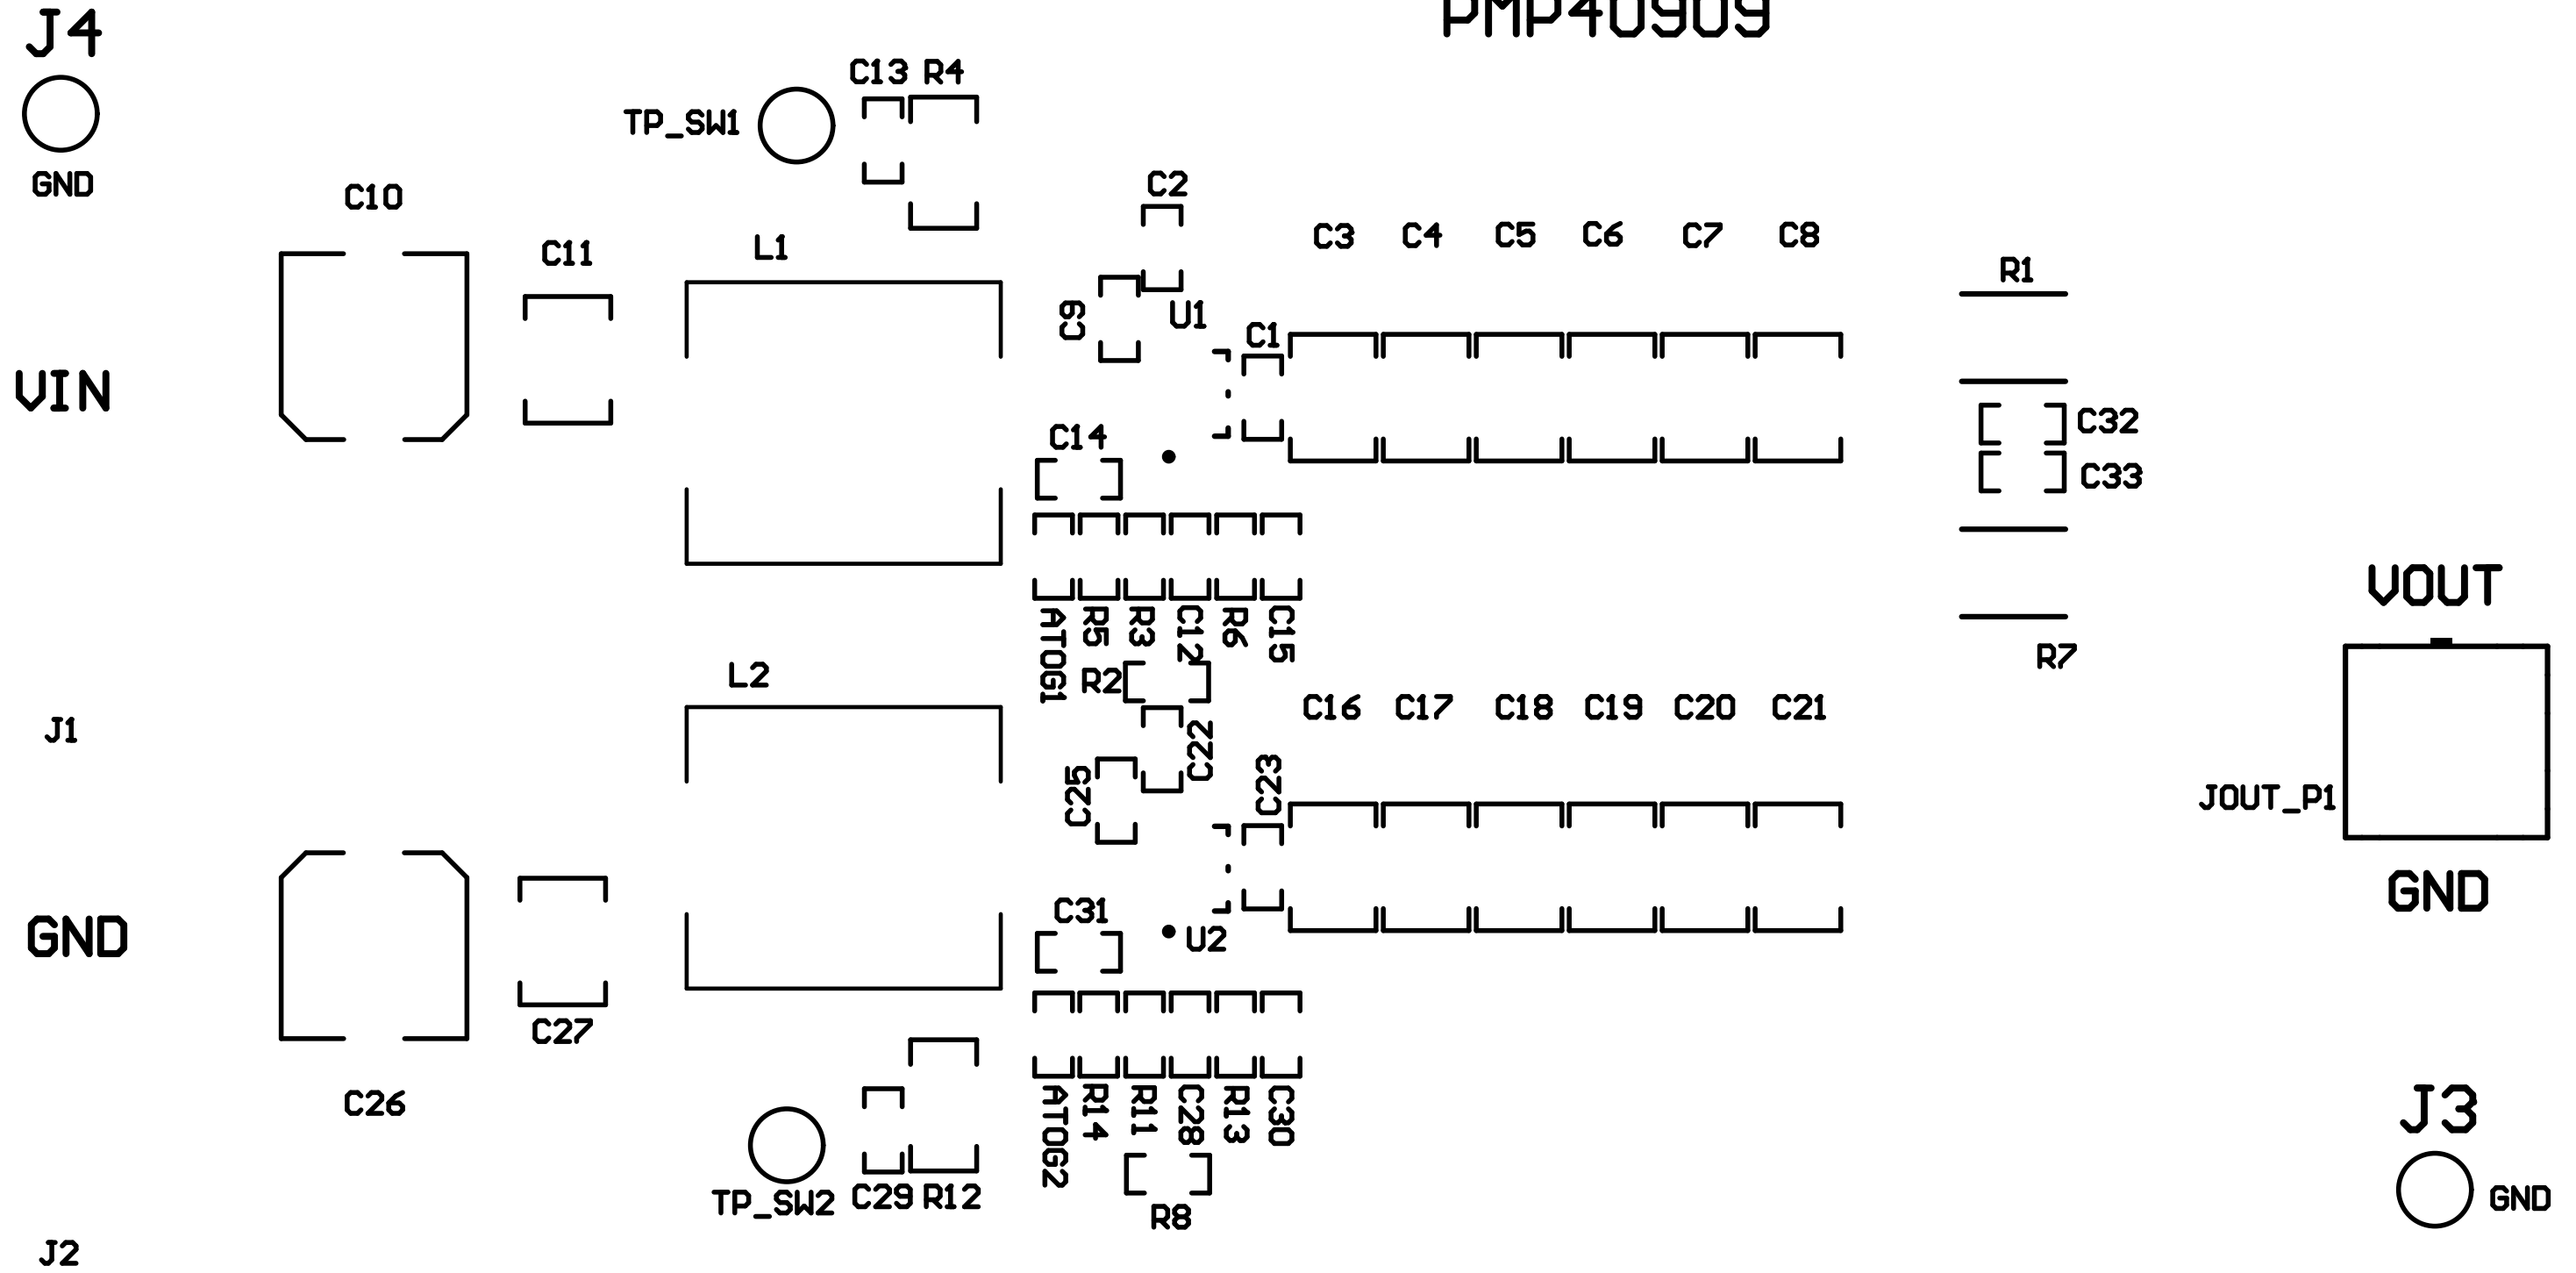 PMP40909
J4
C13 R4
TP_SW1
GND
C10
C2
C3 C4 C5 C6 C7 C8
C11
L1
R1
C9
U1
C1
VIN
C32
C14
C33
VOUT
ATOG1 R5 R3 C12 R6 C15
R7
L2
R2
C16 C17 C18 C19 C20 C21
J1
C22
C25
C23
JOUT_P1
GND
C31
GND
U2
C27
C26
ATOG2 R14 R11 C28 R13 C30
J3
TP_SW2
C29 R12
GND
R8
J2